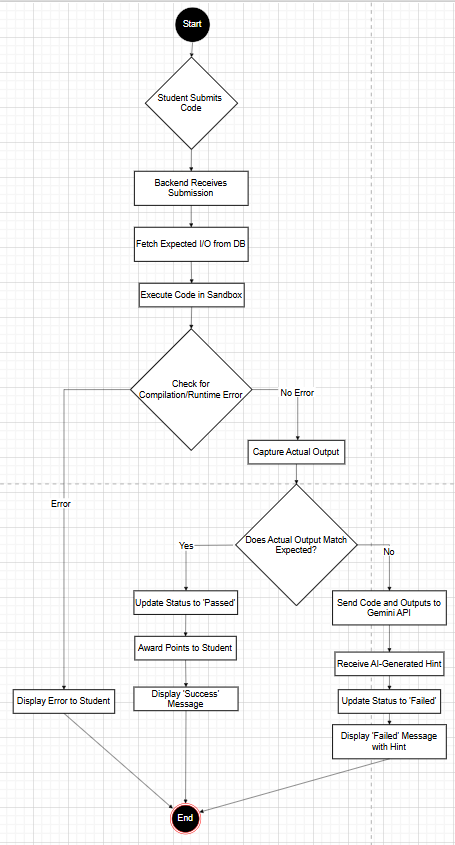 Start
Student Submits
Code
Backend Receives
Submission
Fetch Expected I/O from DB
Execute Code in Sandbox
Check for
Compilation/Runtime Error
No Error
Capture Actual Output
Error
Does Actual Output Match
Expected?
Yes
No
Update Status to 'Passed'
Send Code and Outputs to
Gemini API
Award Points to Student
Receive AI-Generated Hint
Display Error to Student
Display 'Success'
Message
Update Status to 'Failed'
Display 'Failed' Message
with Hint
End